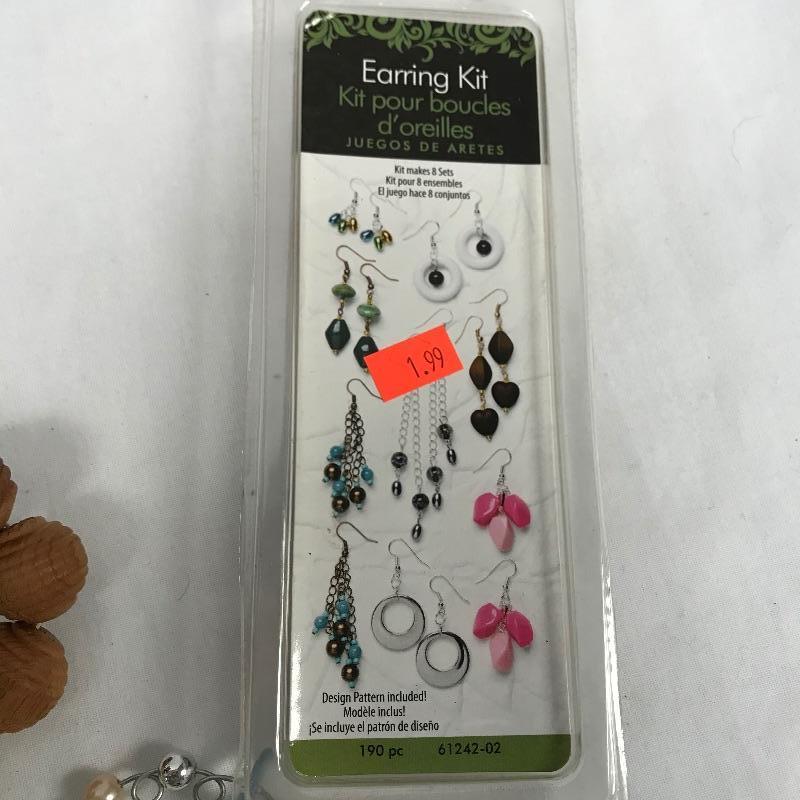 Earring Kit
Kit pour boucles
d'oreilles
JUEGOS DE ARETES
Kit makes 8 Sets
Kit pour 8 ensembles
El juego hace 8 conjuntos
1.99
Design Pattern included!
Modèle inclus!
¡Se incluye el patrón de diseño
190 pc 61242-02